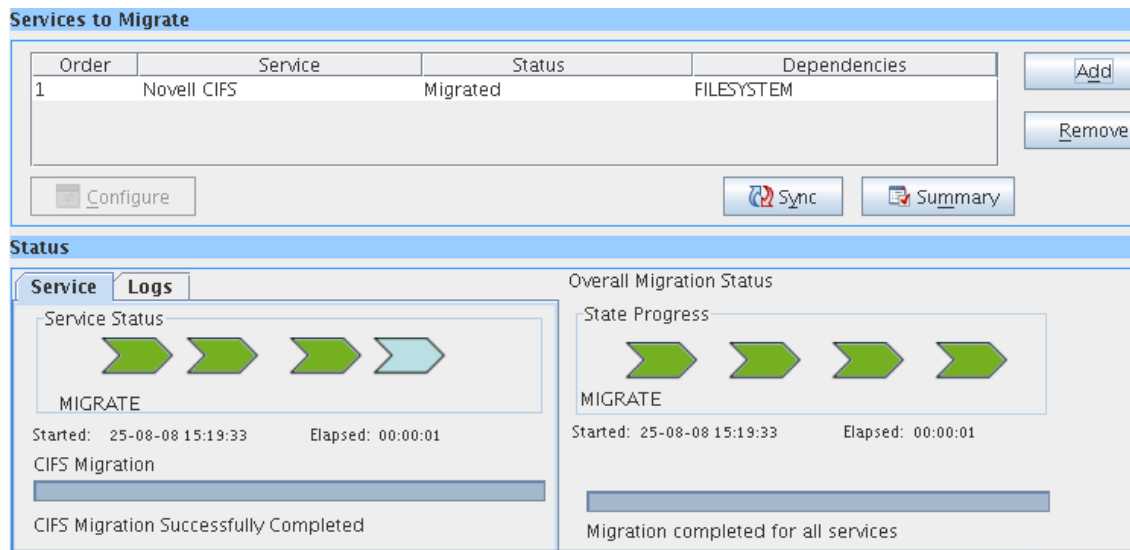 Services to Migrate
Order Service Status Dependencies
1 Novell CIFS Migrated FILESYSTEM
Add
Remove
Configure Sync Summary
Status
Service Logs
Service Status
MIGRATE
Started: 25-08-08 15:19:33 Elapsed: 00:00:01
CIFS Migration
CIFS Migration Successfully Completed
Overall Migration Status
State Progress
MIGRATE
Started: 25-08-08 15:19:33 Elapsed: 00:00:01
Migration completed for all services